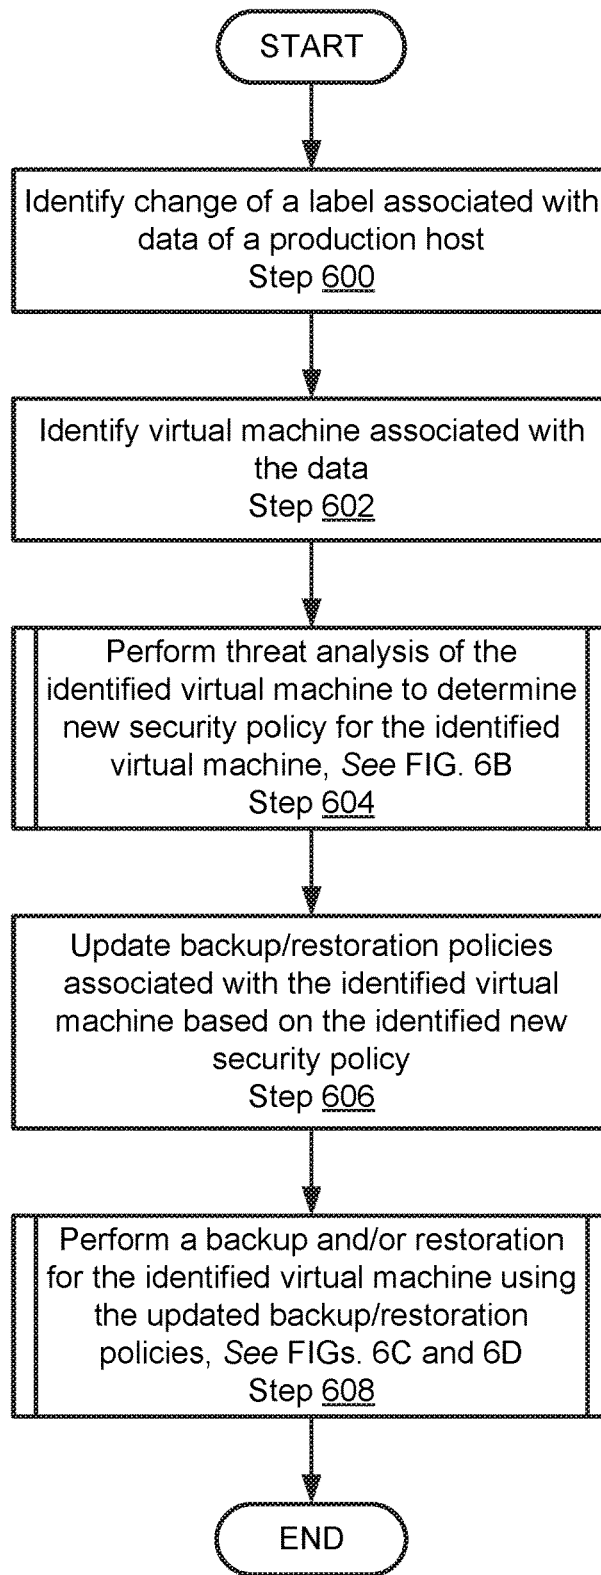 START
Identify change of a label associated with
data of a production host
Step 600
Identify virtual machine associated with
the data
Step 602
Perform threat analysis of the
identified virtual machine to determine
new security policy for the identified
virtual machine, See FIG. 6B
Step 604
Update backup/restoration policies
associated with the identified virtual
machine based on the identified new
security policy
Step 606
Perform a backup and/or restoration
for the identified virtual machine using
the updated backup/restoration
policies, See FIGs. 6C and 6D
Step 608
END